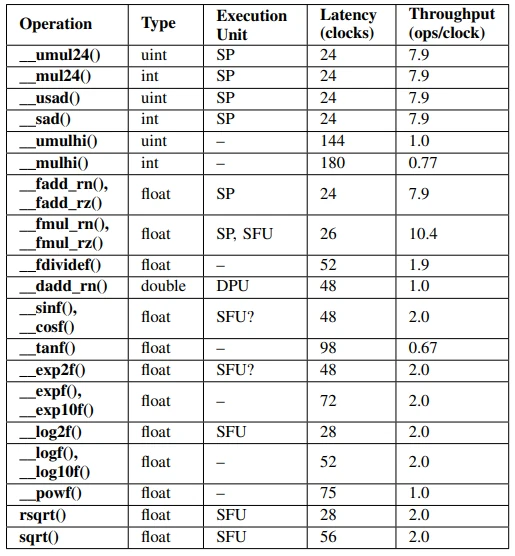 Operation Type Execution Unit Latency (clocks) Throughput (ops/clock)
__umul24() uint SP 24 7.9
__mul24() int SP 24 7.9
__usad() uint SP 24 7.9
__sad() int SP 24 7.9
__umulhi() uint – 144 1.0
__mulhi() int – 180 0.77
__fadd_rn(), __fadd_rz() float SP 24 7.9
__fmul_rn(), __fmul_rz() float SP, SFU 26 10.4
__fdividef() float – 52 1.9
__dadd_rn() double DPU 48 1.0
__sinf(), __cosf() float SFU? 48 2.0
__tanf() float – 98 0.67
__exp2f() float SFU? 48 2.0
__expf(), __exp10f() float – 72 2.0
__log2f() float SFU 28 2.0
__logf(), __log10f() float – 52 2.0
__powf() float – 75 1.0
rsqrt() float SFU 28 2.0
sqrt() float SFU 56 2.0